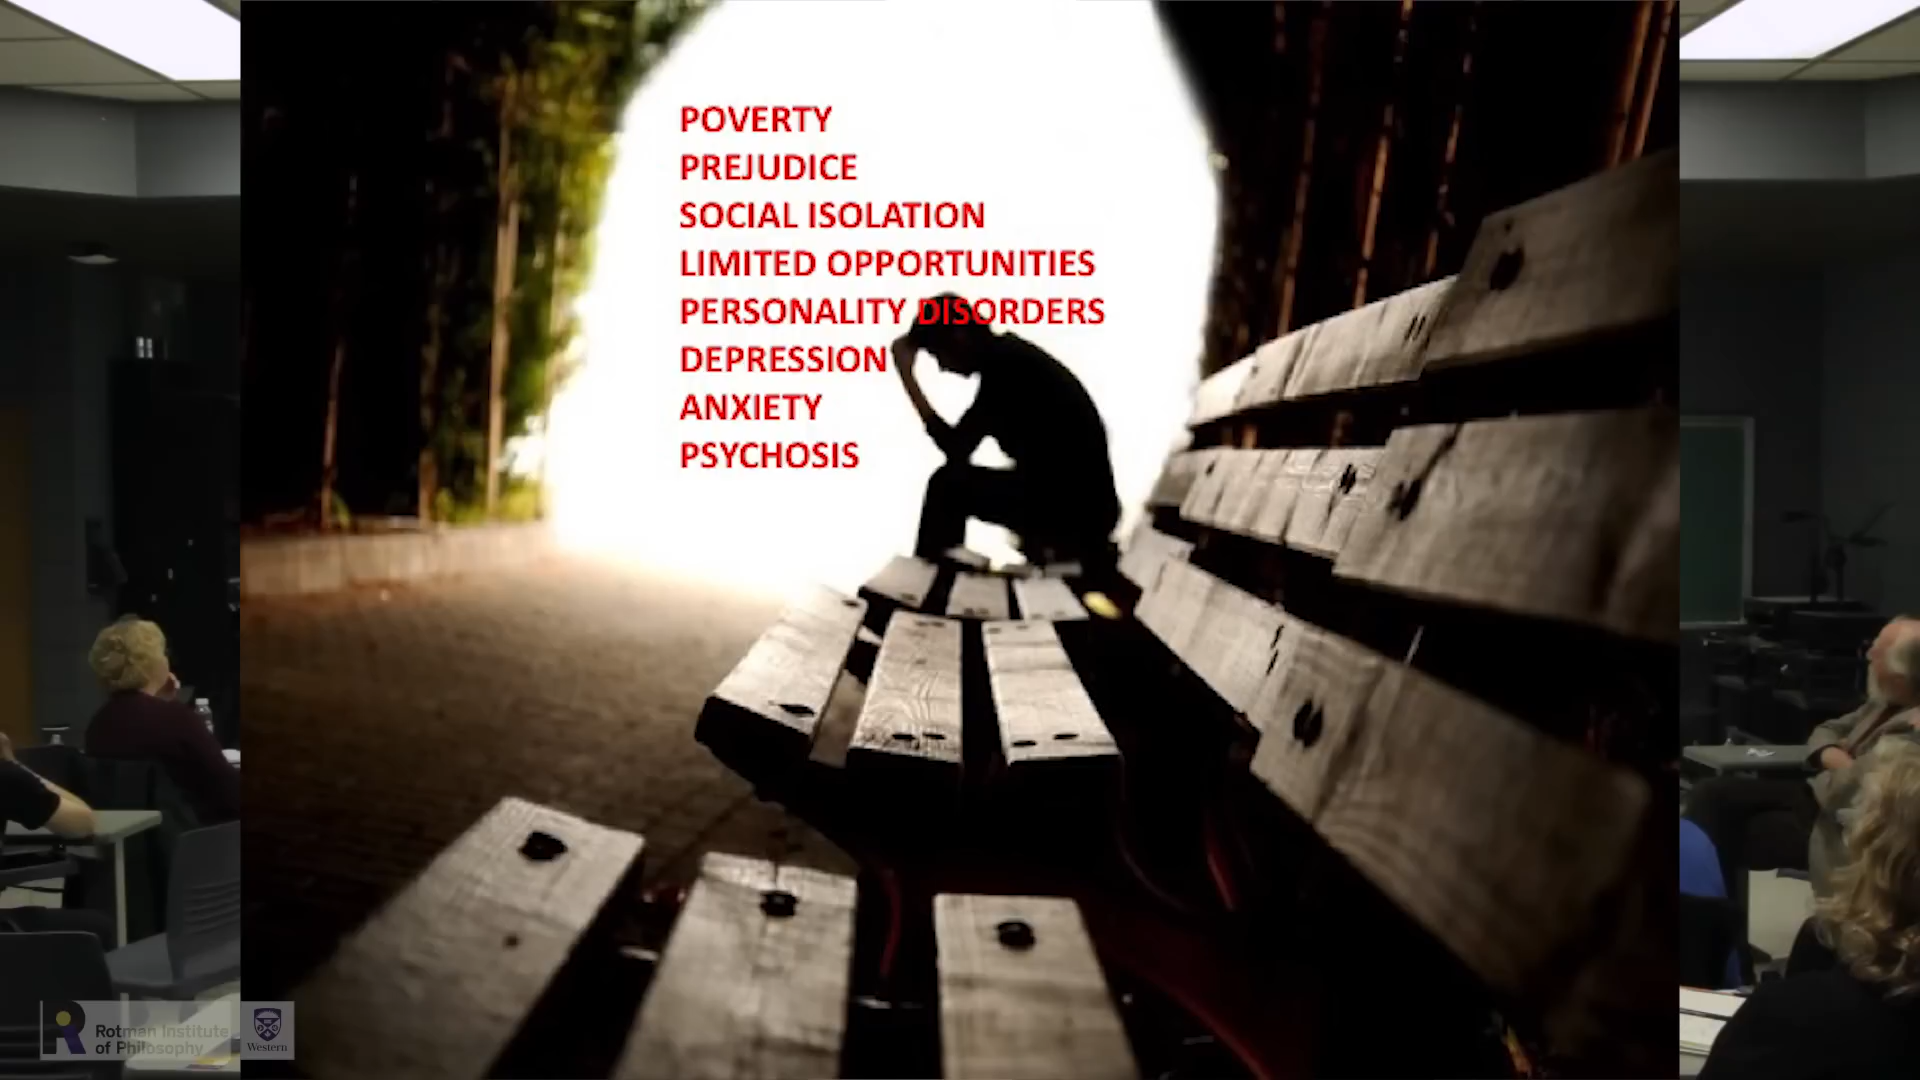 POVERTY
PREJUDICE
SOCIAL ISOLATION
LIMITED OPPORTUNITIES
PERSONALITY DISORDERS
DEPRESSION
ANXIETY
PSYCHOSIS
Rotman Institute
of Philosophy
Western